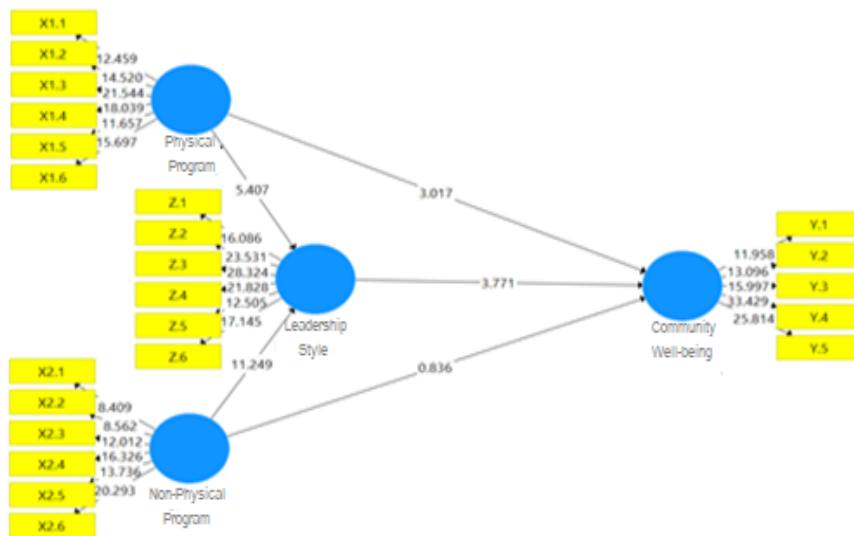 X1.1
X1.2
X1.3
X1.4
X1.5
X1.6
12.459
14.520
21.544
18.039
11.657
15.697
Physical
Program
5.407
3.017
Z.1
Z.2
Z.3
Z.4
Z.5
Z.6
16.086
23.531
28.324
21.828
12.505
17.145
Leadership
Style
3.771
11.249
0.836
Y.1
Y.2
Y.3
Y.4
Y.5
11.958
13.096
15.997
33.429
25.814
Community
Well-being
X2.1
X2.2
X2.3
X2.4
X2.5
X2.6
8.409
8.562
12.012
16.326
13.736
20.293
Non-Physical
Program